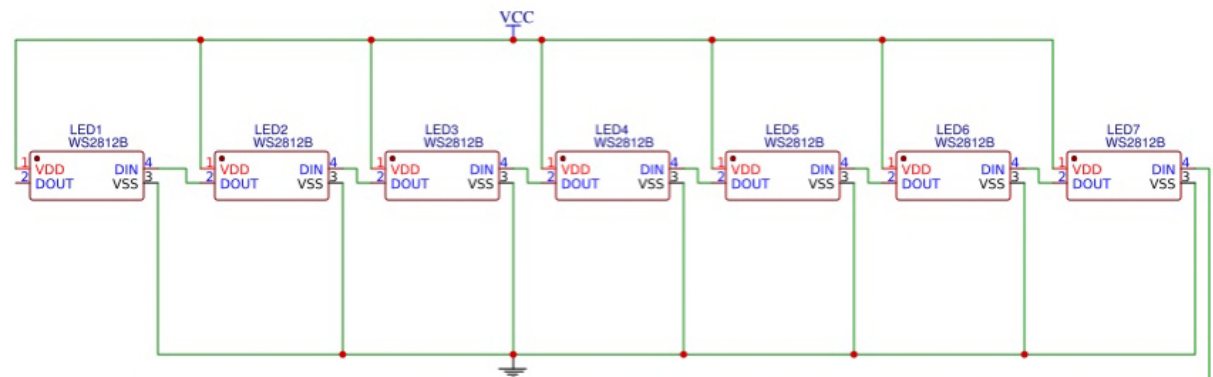 VCC
LED1
WS2812B
1 VDD DIN 4
2 DOUT VSS 3
LED2
WS2812B
1 VDD DIN 4
2 DOUT VSS 3
LED3
WS2812B
1 VDD DIN 4
2 DOUT VSS 3
LED4
WS2812B
1 VDD DIN 4
2 DOUT VSS 3
LED5
WS2812B
1 VDD DIN 4
2 DOUT VSS 3
LED6
WS2812B
1 VDD DIN 4
2 DOUT VSS 3
LED7
WS2812B
1 VDD DIN 4
2 DOUT VSS 3